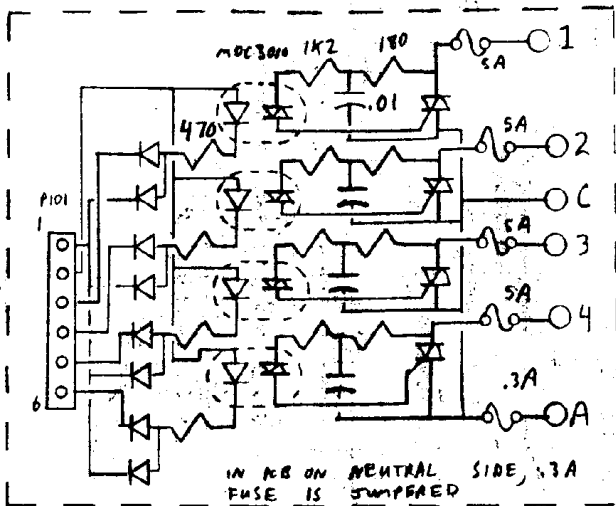 MOC3010 1K2 180
5A 1
.01
470
5A 2
P101
1
C
5A 3
5A 4
.3A
A
6
IN PCB ON NEUTRAL SIDE, .3A
FUSE IS JUMPERED